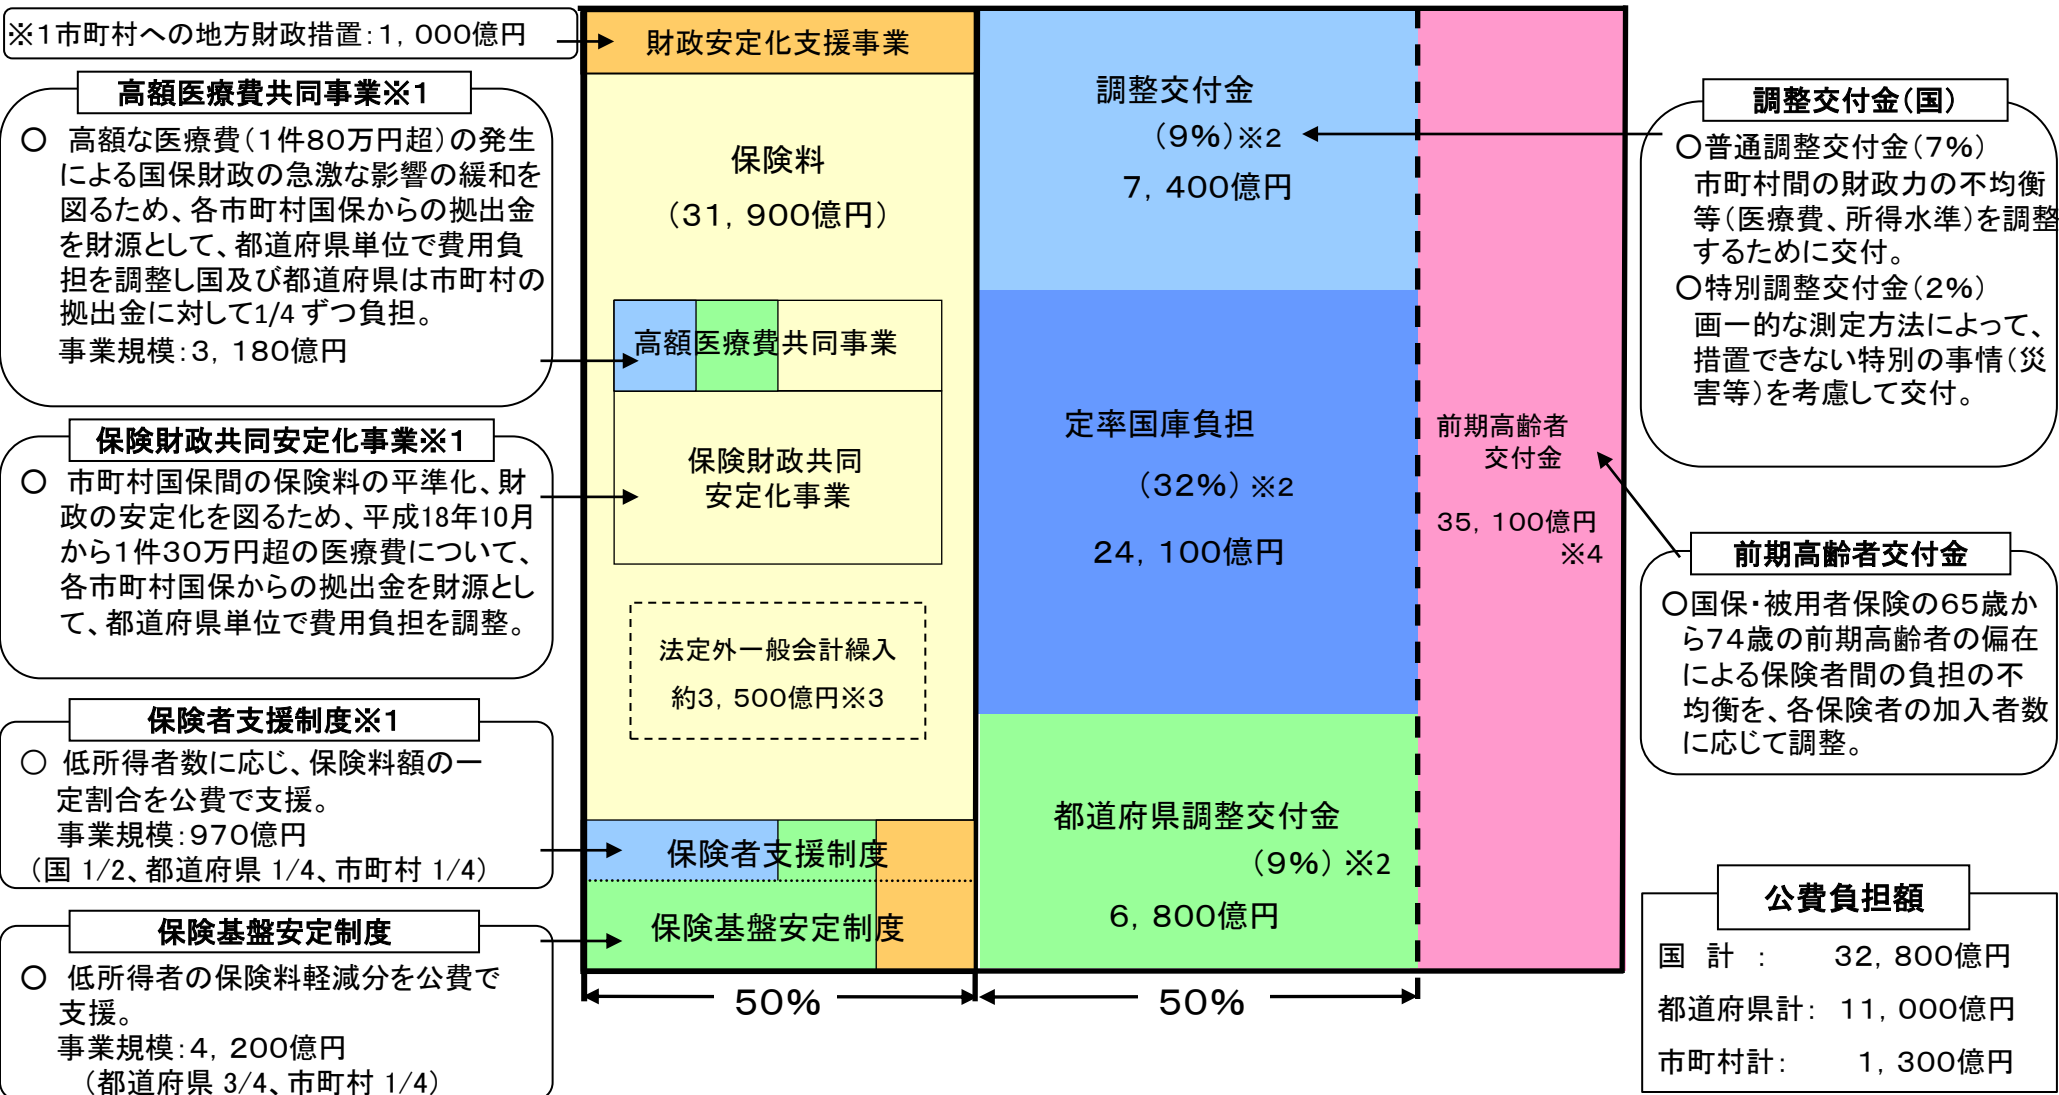 ※1市町村への地方財政措置:1,000億円
高額医療費共同事業※1
○ 高額な医療費(1件80万円超)の発生
による国保財政の急激な影響の緩和を
図るため、各市町村国保からの拠出金
を財源として、都道府県単位で費用負
担を調整し国及び都道府県は市町村の
拠出金に対して1/4 ずつ負担。
事業規模:3,180億円
保険財政共同安定化事業※1
○ 市町村国保間の保険料の平準化、財
政の安定化を図るため、平成18年10月
から1件30万円超の医療費について、
各市町村国保からの拠出金を財源とし
て、都道府県単位で費用負担を調整。
保険者支援制度※1
○ 低所得者数に応じ、保険料額の一
定割合を公費で支援。
事業規模:970億円
(国 1/2、都道府県 1/4、市町村 1/4)
保険基盤安定制度
○ 低所得者の保険料軽減分を公費で
支援。
事業規模:4,200億円
(都道府県 3/4、市町村 1/4)
財政安定化支援事業
保険料
(31,900億円)
高額医療費共同事業
保険財政共同
安定化事業
法定外一般会計繰入
約3,500億円※3
保険者支援制度
保険基盤安定制度
50%
調整交付金
(9%)※2
7,400億円
定率国庫負担
(32%)※2
24,100億円
都道府県調整交付金
(9%)※2
6,800億円
50%
前期高齢者
交付金
35,100億円
※4
調整交付金(国)
○普通調整交付金(7%)
市町村間の財政力の不均衡
等(医療費、所得水準)を調整
するために交付。
○特別調整交付金(2%)
画一的な測定方法によって、
措置できない特別の事情(災
害等)を考慮して交付。
前期高齢者交付金
○国保・被用者保険の65歳か
ら74歳の前期高齢者の偏在
による保険者間の負担の不
均衡を、各保険者の加入者数
に応じて調整。
公費負担額
国 計 : 32,800億円
都道府県計: 11,000億円
市町村計: 1,300億円